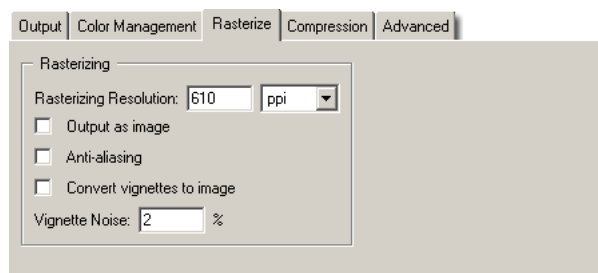 Output Color Management Rasterize Compression Advanced
Rasterizing
Rasterizing Resolution: 610 ppi
Output as image
Anti-aliasing
Convert vignettes to image
Vignette Noise: 2 %